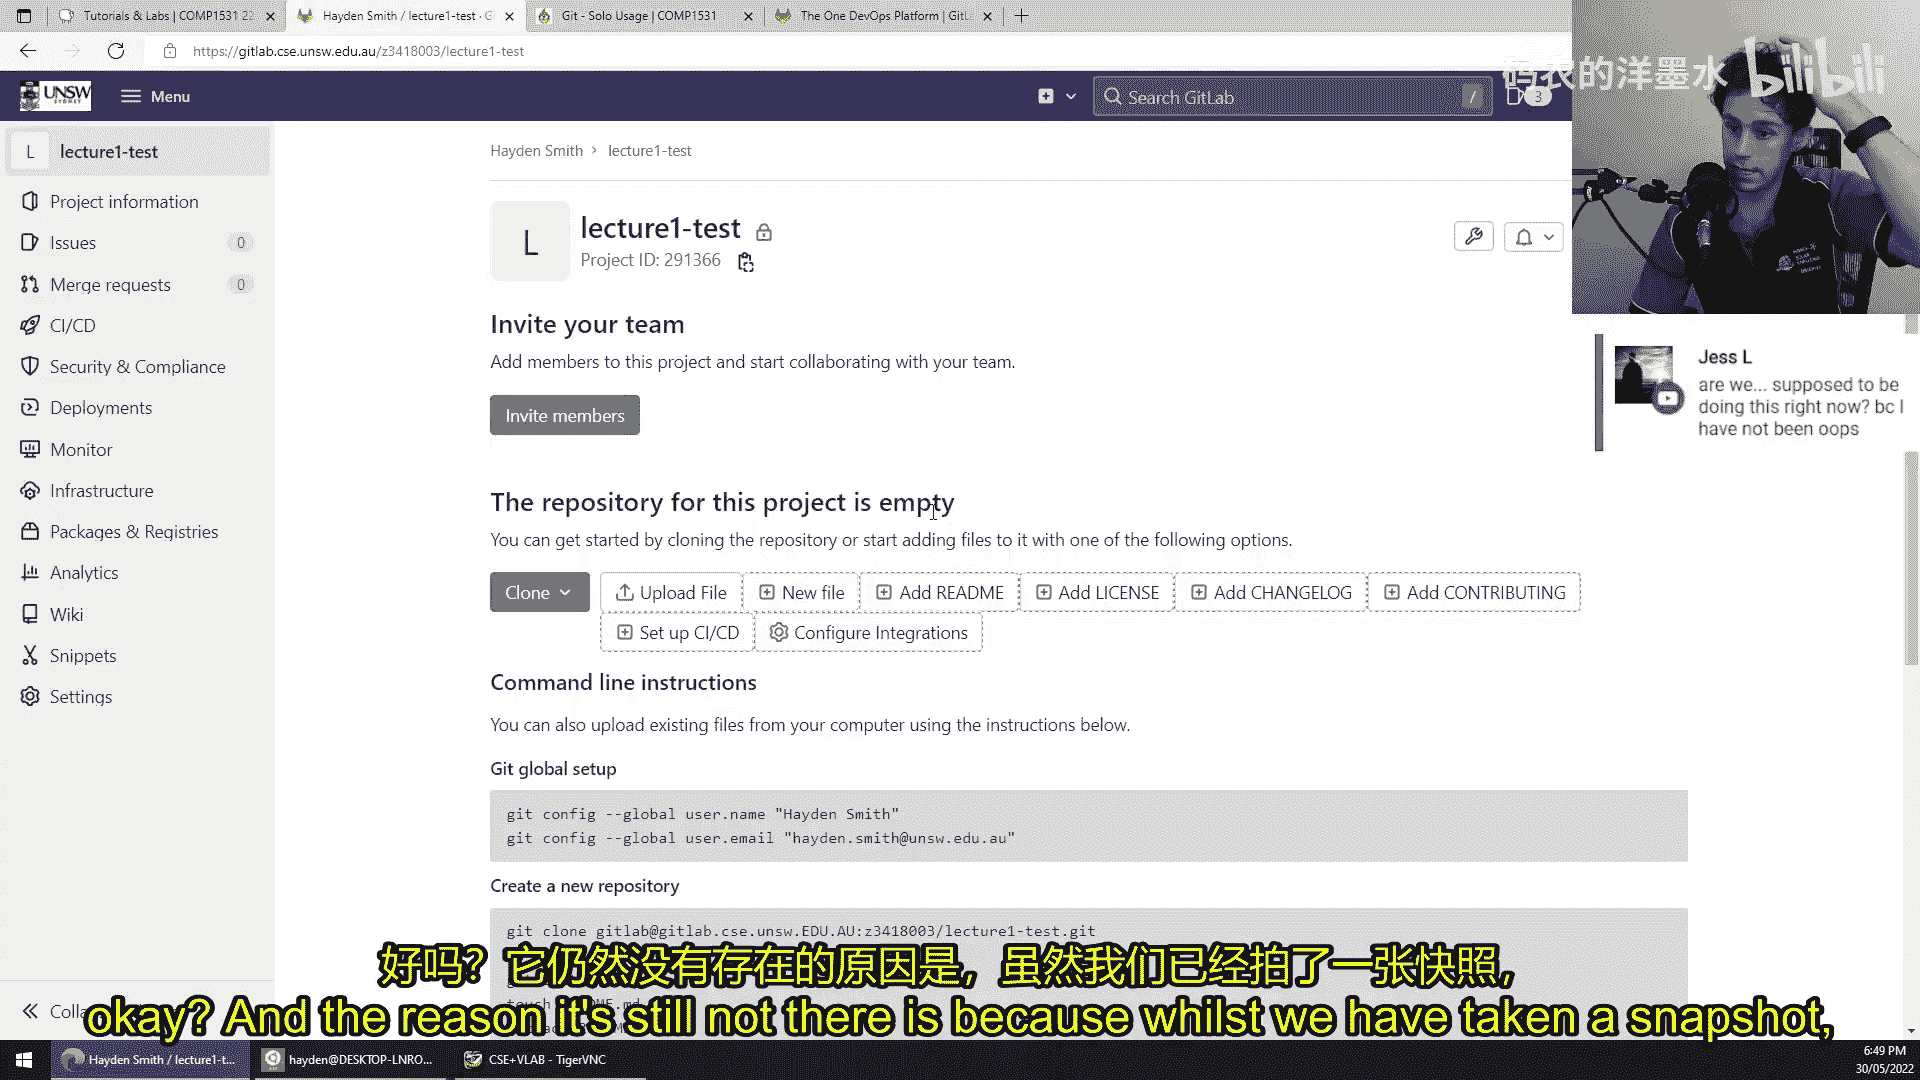 Tutorials & Labs | COMP1531 22
Hayden Smith / lecture1-test · G
Git - Solo Usage | COMP1531
The One DevOps Platform | GitL
https://gitlab.cse.unsw.edu.au/z3418003/lecture1-test
UNSW
SYDNEY
Menu
Search GitLab
/
3
码农的洋墨水
bilibili
L
lecture1-test
Project information
Issues
0
Merge requests
0
CI/CD
Security & Compliance
Deployments
Monitor
Infrastructure
Packages & Registries
Analytics
Wiki
Snippets
Settings
Hayden Smith > lecture1-test
L
lecture1-test
Project ID: 291366
Invite your team
Add members to this project and start collaborating with your team.
Invite members
Jess L
are we... supposed to be
doing this right now? bc I
have not been oops
The repository for this project is empty
You can get started by cloning the repository or start adding files to it with one of the following options.
Clone
Upload File
New file
Add README
Add LICENSE
Add CHANGELOG
Add CONTRIBUTING
Set up CI/CD
Configure Integrations
Command line instructions
You can also upload existing files from your computer using the instructions below.
Git global setup
git config --global user.name "Hayden Smith"
git config --global user.email "hayden.smith@unsw.edu.au"
Create a new repository
git clone gitlab@gitlab.cse.unsw.EDU.AU:z3418003/lecture1-test.git
好吗？它仍然没有存在的原因是，虽然我们已经拍了一张快照，
okay? And the reason it's still not there is because whilst we have taken a snapshot,
Hayden Smith / lecture1-t...
hayden@DESKTOP-LNRO...
CSE+VLAB - TigerVNC
6:49 PM
30/05/2022